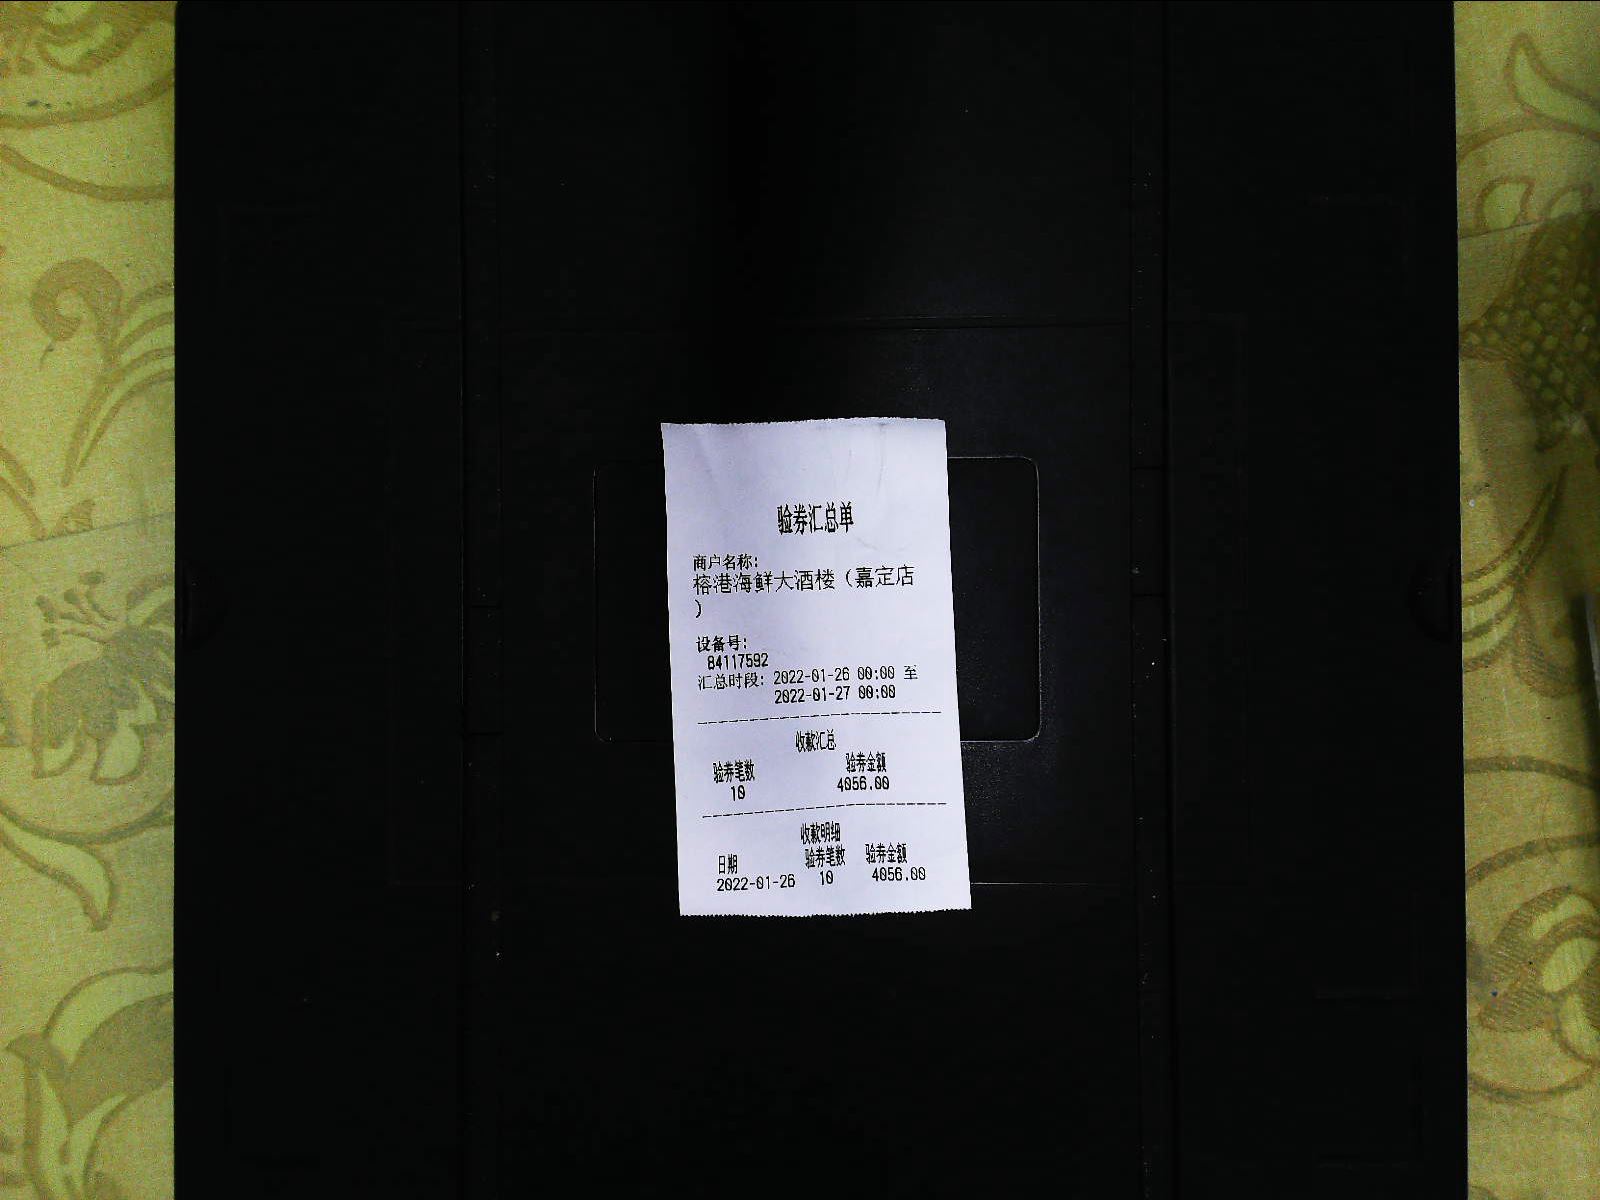 验券汇总单
商户名称:
榕港海鲜大酒楼（嘉定店
）
设备号:
84117592
汇总时段: 2022-01-26 00:00 至
2022-01-27 00:00
收款汇总
验券笔数 验券金额
10 4056.00
收款明细
日期 验券笔数 验券金额
2022-01-26 10 4056.00